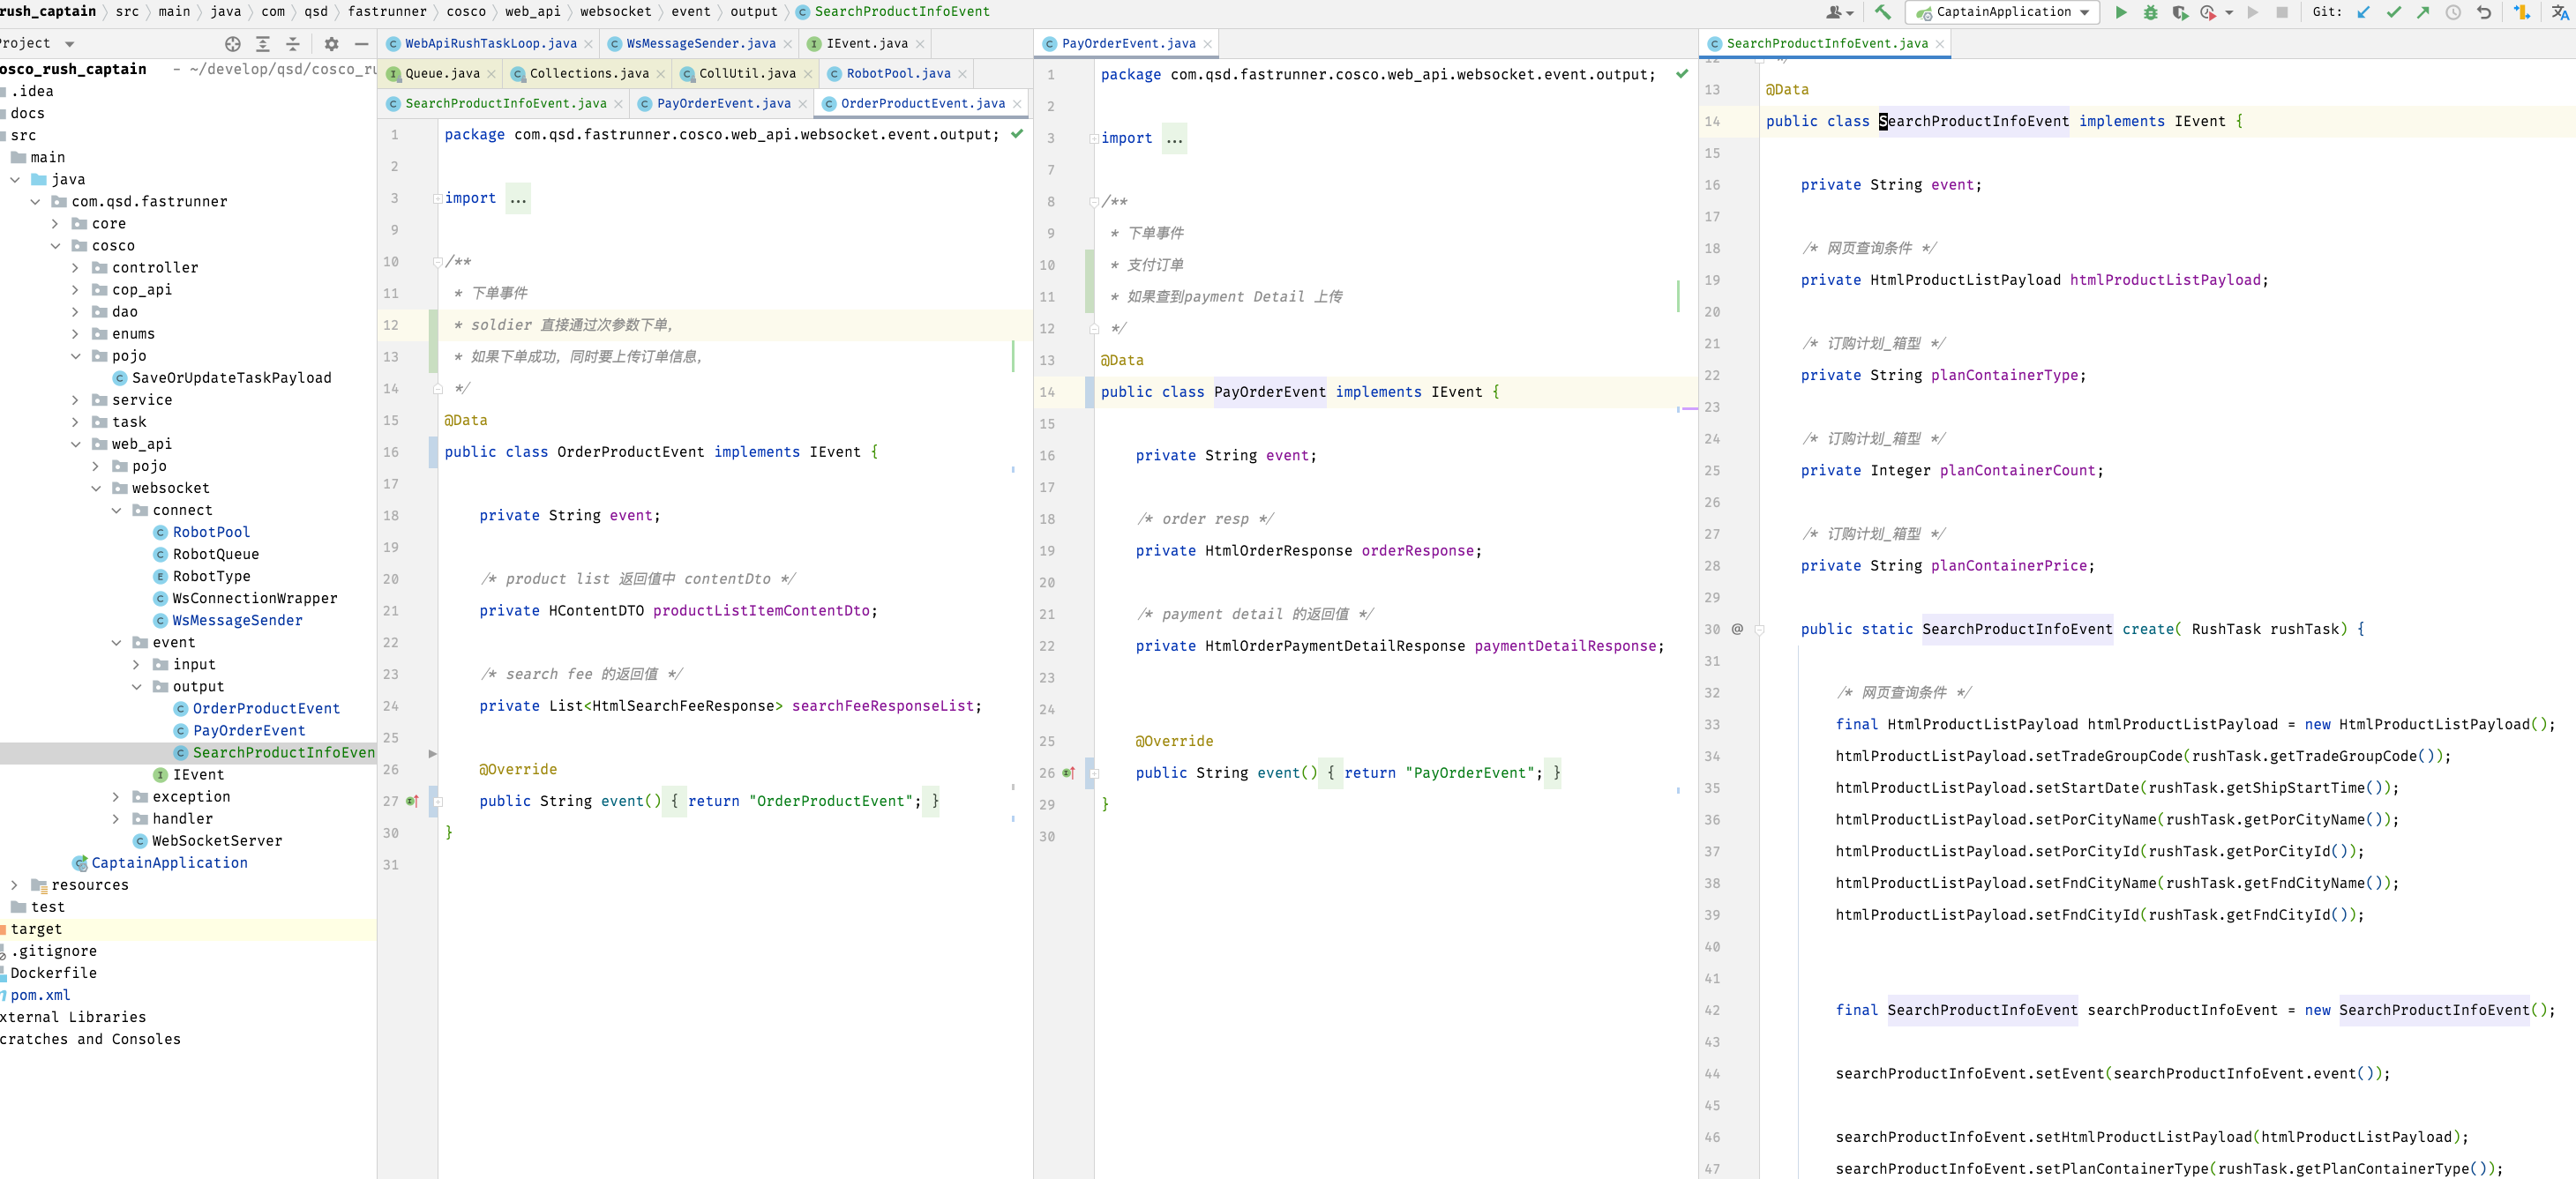 rush_captain › src › main › java › com › qsd › fastrunner › cosco › web_api › websocket › event › output › SearchProductInfoEvent
CaptainApplication
Git:
Project
osco_rush_captain - ~/develop/qsd/cosco_ru
.idea
docs
src
main
java
com.qsd.fastrunner
core
cosco
controller
cop_api
dao
enums
pojo
SaveOrUpdateTaskPayload
service
task
web_api
pojo
websocket
connect
RobotPool
RobotQueue
RobotType
WsConnectionWrapper
WsMessageSender
event
input
output
OrderProductEvent
PayOrderEvent
SearchProductInfoEven
IEvent
exception
handler
WebSocketServer
CaptainApplication
resources
test
target
.gitignore
Dockerfile
pom.xml
xternal Libraries
cratches and Consoles
WebApiRushTaskLoop.java WsMessageSender.java IEvent.java
Queue.java Collections.java CollUtil.java RobotPool.java
SearchProductInfoEvent.java PayOrderEvent.java OrderProductEvent.java
1 package com.qsd.fastrunner.cosco.web_api.websocket.event.output;
2
3 import ...
9
10 /**
11 * 下单事件
12 * soldier 直接通过次参数下单，
13 * 如果下单成功，同时要上传订单信息，
14 */
15 @Data
16 public class OrderProductEvent implements IEvent {
17
18 private String event;
19
20 /* product list 返回值中 contentDto */
21 private HContentDTO productListItemContentDto;
22
23 /* search fee 的返回值 */
24 private List<HtmlSearchFeeResponse> searchFeeResponseList;
25
26 @Override
27 public String event() { return "OrderProductEvent"; }
30 }
31
PayOrderEvent.java
1 package com.qsd.fastrunner.cosco.web_api.websocket.event.output;
2
3 import ...
7
8 /**
9 * 下单事件
10 * 支付订单
11 * 如果查到payment Detail 上传
12 */
13 @Data
14 public class PayOrderEvent implements IEvent {
15
16 private String event;
17
18 /* order resp */
19 private HtmlOrderResponse orderResponse;
20
21 /* payment detail 的返回值 */
22 private HtmlOrderPaymentDetailResponse paymentDetailResponse;
23
24
25 @Override
26 public String event() { return "PayOrderEvent"; }
29 }
30
SearchProductInfoEvent.java
12 */
13 @Data
14 public class SearchProductInfoEvent implements IEvent {
15
16 private String event;
17
18 /* 网页查询条件 */
19 private HtmlProductListPayload htmlProductListPayload;
20
21 /* 订购计划_箱型 */
22 private String planContainerType;
23
24 /* 订购计划_箱型 */
25 private Integer planContainerCount;
26
27 /* 订购计划_箱型 */
28 private String planContainerPrice;
29
30 @ public static SearchProductInfoEvent create( RushTask rushTask) {
31
32 /* 网页查询条件 */
33 final HtmlProductListPayload htmlProductListPayload = new HtmlProductListPayload();
34 htmlProductListPayload.setTradeGroupCode(rushTask.getTradeGroupCode());
35 htmlProductListPayload.setStartDate(rushTask.getShipStartTime());
36 htmlProductListPayload.setPorCityName(rushTask.getPorCityName());
37 htmlProductListPayload.setPorCityId(rushTask.getPorCityId());
38 htmlProductListPayload.setFndCityName(rushTask.getFndCityName());
39 htmlProductListPayload.setFndCityId(rushTask.getFndCityId());
40
41
42 final SearchProductInfoEvent searchProductInfoEvent = new SearchProductInfoEvent();
43
44 searchProductInfoEvent.setEvent(searchProductInfoEvent.event());
45
46 searchProductInfoEvent.setHtmlProductListPayload(htmlProductListPayload);
47 searchProductInfoEvent.setPlanContainerType(rushTask.getPlanContainerType());